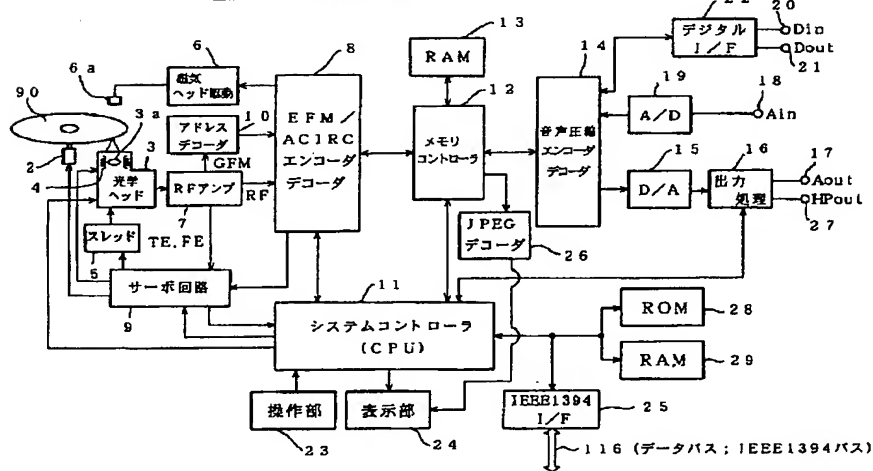 22
デジタル
I/F
20
Din
Dout
21
13
RAM
14
6
6a
磁気
ヘッド駆動
8
12
19
A/D
18
Ain
90
3a
3
2
4
光学
ヘッド
アドレス
デコーダ
10
GFM
EFM/
ACIRC
エンコーダ
デコーダ
メモリ
コントローラ
音声圧縮
エンコーダ
デコーダ
15
D/A
16
出力
処理
17
Aout
HPout
27
RFアンプ
RF
7
JPEG
デコーダ
26
スレッド
5
TE.FE
サーボ回路
9
11
システムコントローラ
(CPU)
ROM
28
RAM
29
操作部
23
表示部
24
IEEE1394
I/F
25
116 (データバス;IEEE1394バス)